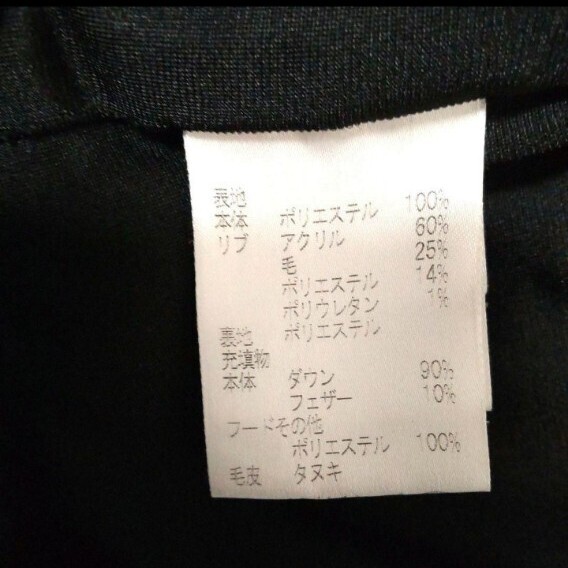 表地
本体 ポリエステル 100%
リブ アクリル 60%
毛 25%
ポリエステル 14%
ポリウレタン 1%
裏地 ポリエステル
充填物
本体 ダウン 90%
フェザー 10%
フードその他
ポリエステル 100%
毛皮 タヌキ